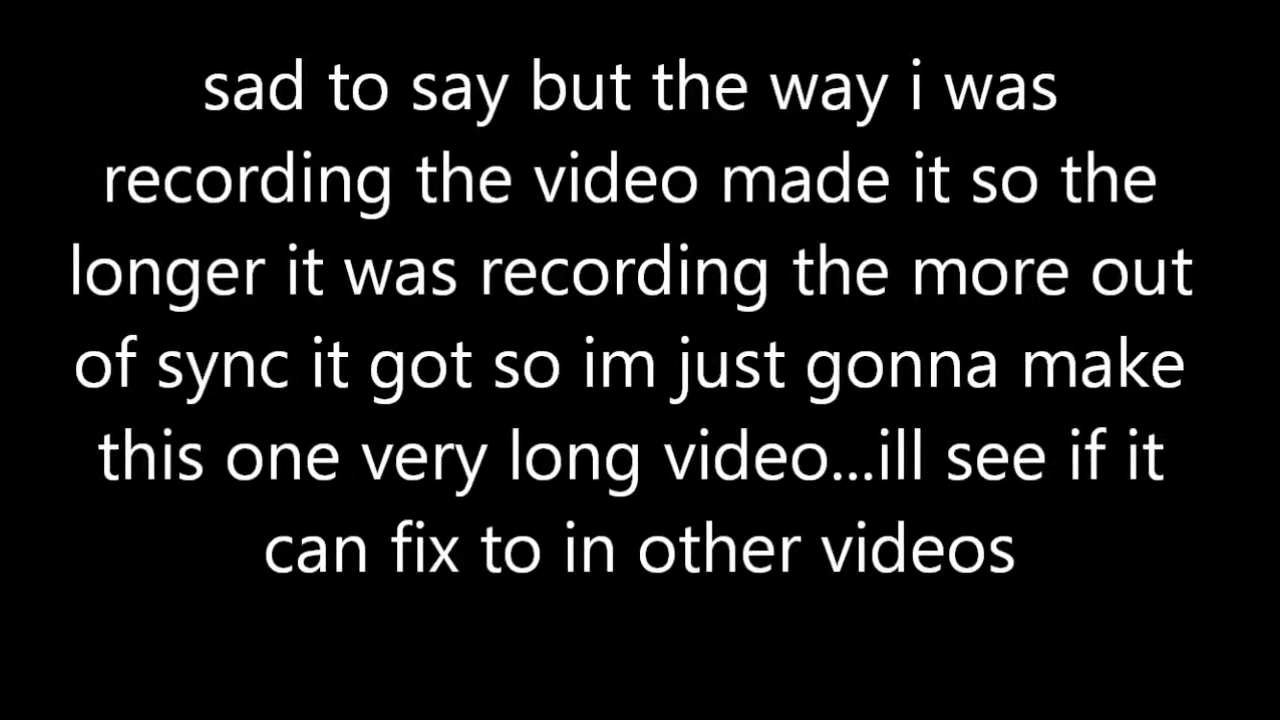 sad to say but the way i was
recording the video made it so the
longer it was recording the more out
of sync it got so im just gonna make
this one very long video...ill see if it
can fix to in other videos